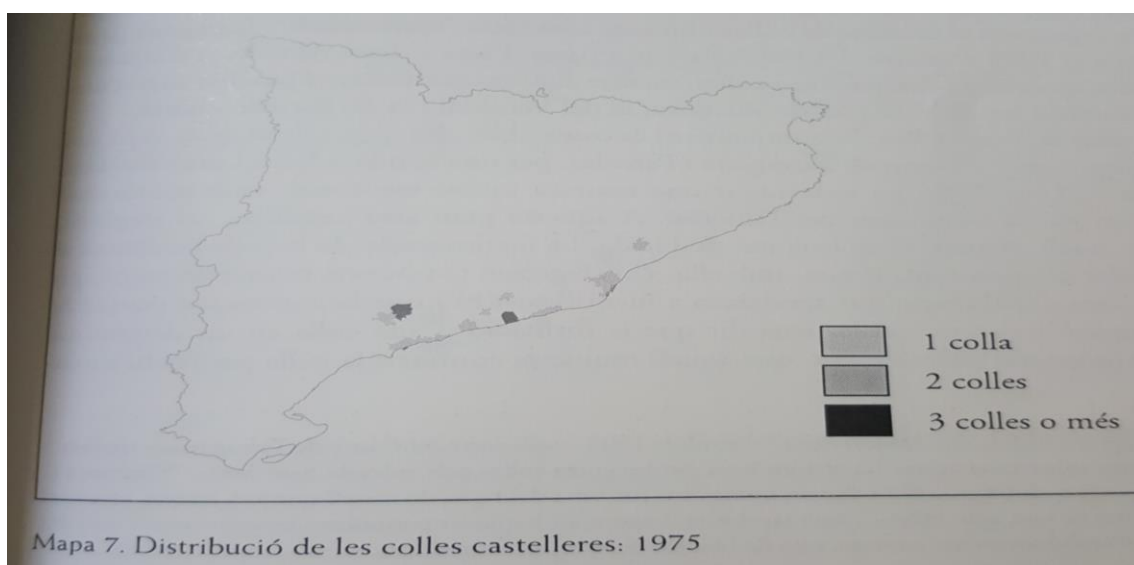 1 colla
2 colles
3 colles o més
Mapa 7. Distribució de les colles castelleres: 1975